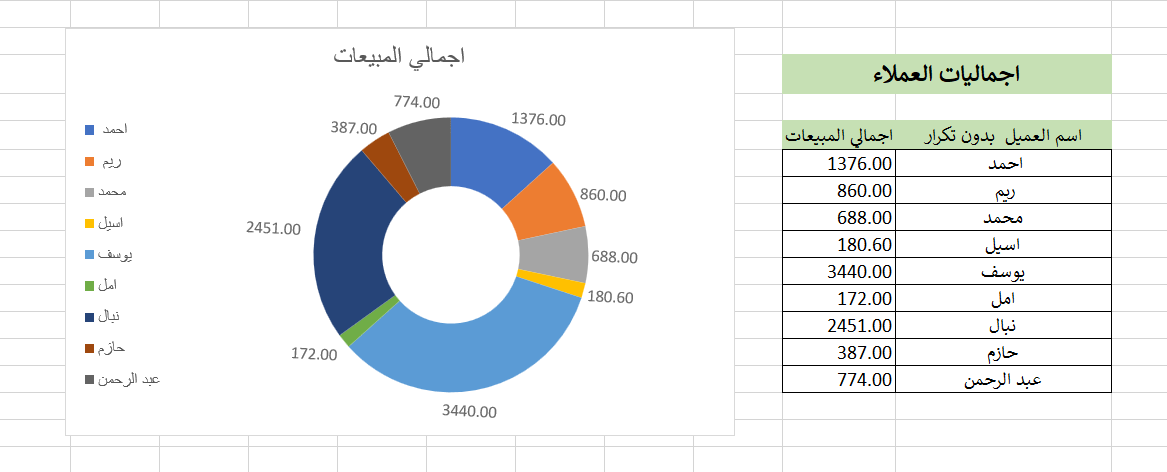 اجمالي المبيعات
774.00
1376.00
387.00
860.00
2451.00
688.00
180.60
172.00
3440.00
احمد
ريم
محمد
اسيل
يوسف
امل
نبال
حازم
عبد الرحمن
اجماليات العملاء
اسم العميل بدون تكرار اجمالي المبيعات
احمد 1376.00
ريم 860.00
محمد 688.00
اسيل 180.60
يوسف 3440.00
امل 172.00
نبال 2451.00
حازم 387.00
عبد الرحمن 774.00